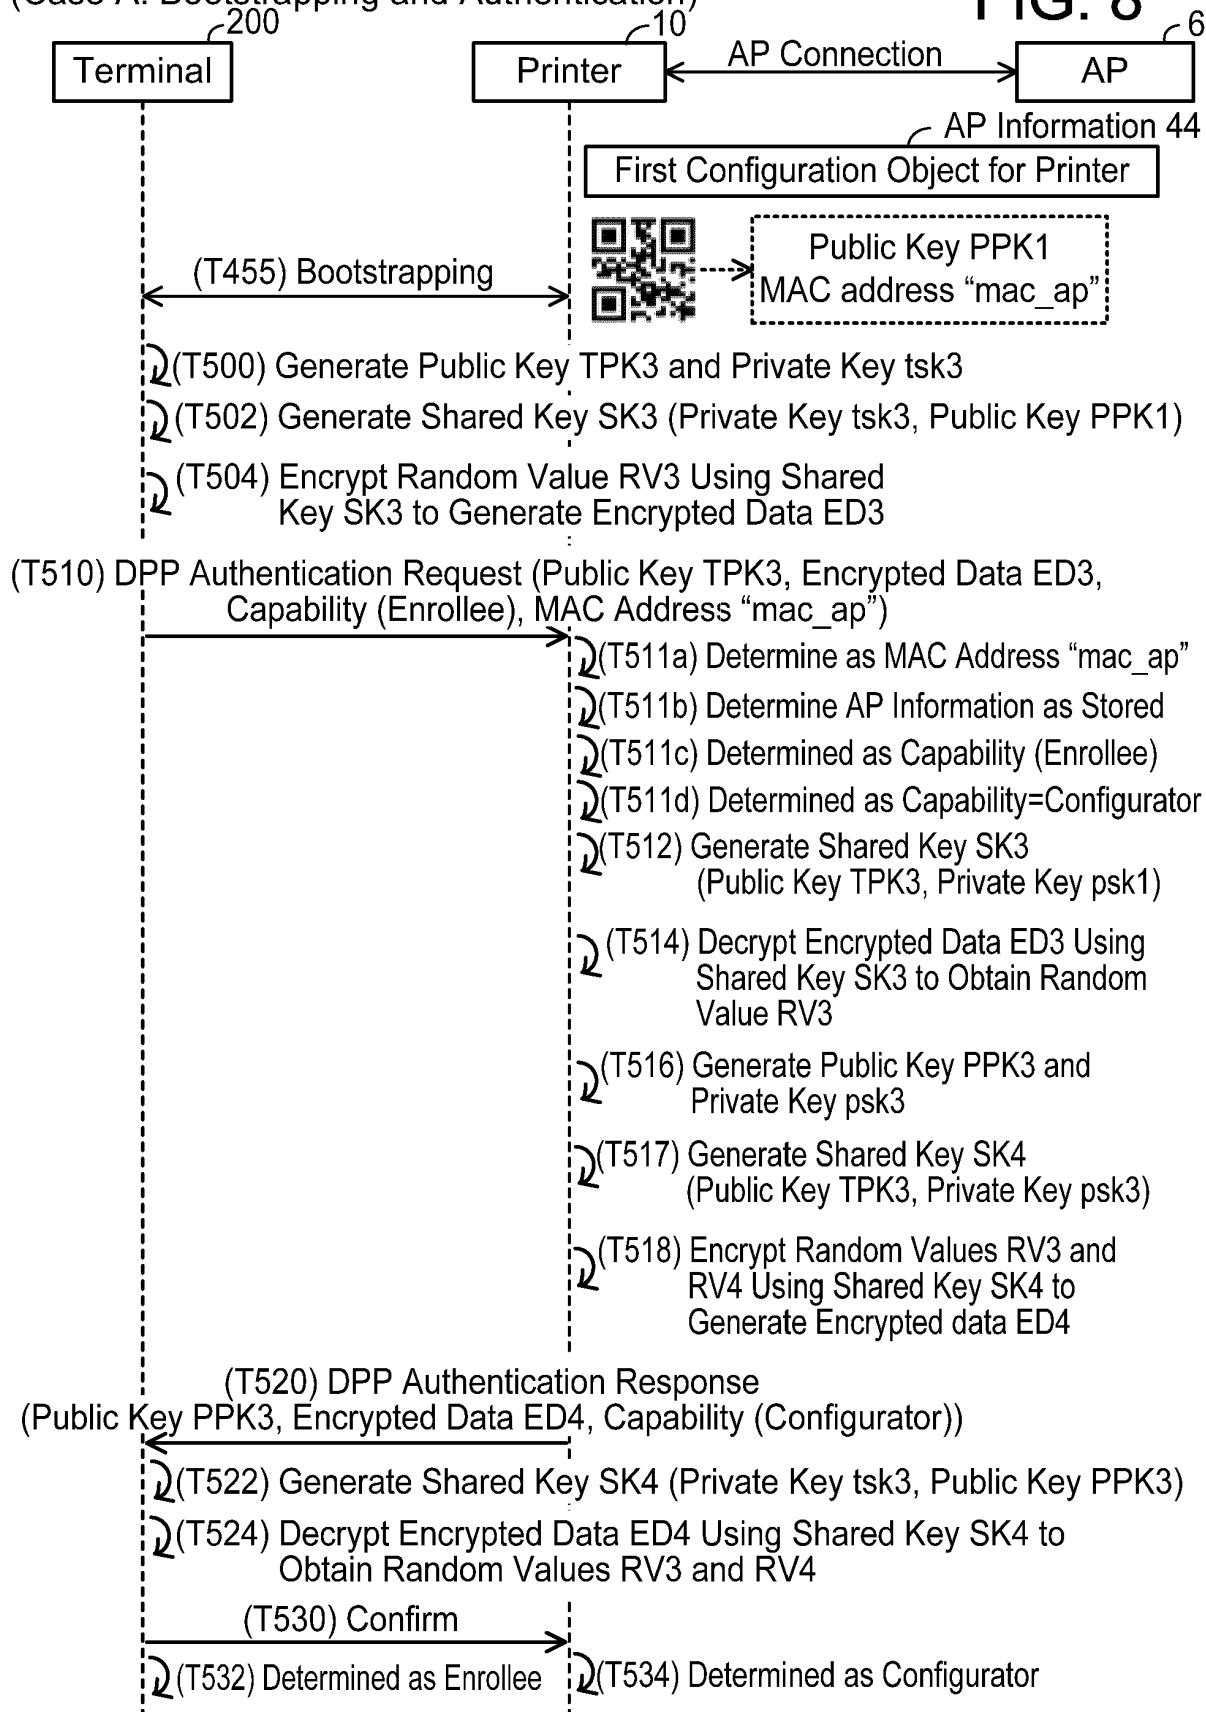 (Case A: Bootstrapping and Authentication)
FIG. 8
200
10
6
Terminal
Printer
AP Connection
AP
AP Information 44
First Configuration Object for Printer
Public Key PPK1
MAC address “mac_ap”
(T455) Bootstrapping
(T500) Generate Public Key TPK3 and Private Key tsk3
(T502) Generate Shared Key SK3 (Private Key tsk3, Public Key PPK1)
(T504) Encrypt Random Value RV3 Using Shared
Key SK3 to Generate Encrypted Data ED3
(T510) DPP Authentication Request (Public Key TPK3, Encrypted Data ED3,
Capability (Enrollee), MAC Address “mac_ap”)
(T511a) Determine as MAC Address “mac_ap”
(T511b) Determine AP Information as Stored
(T511c) Determined as Capability (Enrollee)
(T511d) Determined as Capability=Configurator
(T512) Generate Shared Key SK3
(Public Key TPK3, Private Key psk1)
(T514) Decrypt Encrypted Data ED3 Using
Shared Key SK3 to Obtain Random
Value RV3
(T516) Generate Public Key PPK3 and
Private Key psk3
(T517) Generate Shared Key SK4
(Public Key TPK3, Private Key psk3)
(T518) Encrypt Random Values RV3 and
RV4 Using Shared Key SK4 to
Generate Encrypted data ED4
(T520) DPP Authentication Response
(Public Key PPK3, Encrypted Data ED4, Capability (Configurator))
(T522) Generate Shared Key SK4 (Private Key tsk3, Public Key PPK3)
(T524) Decrypt Encrypted Data ED4 Using Shared Key SK4 to
Obtain Random Values RV3 and RV4
(T530) Confirm
(T532) Determined as Enrollee
(T534) Determined as Configurator